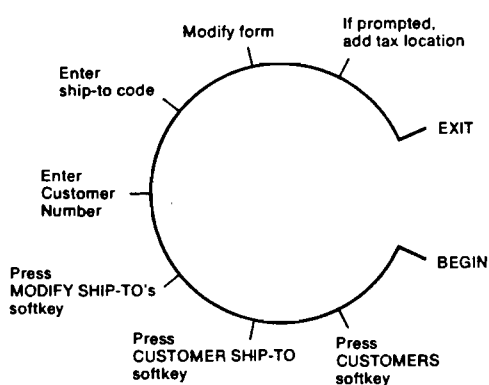 If prompted,
add tax location
Modify form
Enter
ship-to code
EXIT
Enter
Customer
Number
BEGIN
Press
MODIFY SHIP-TO's
softkey
Press
CUSTOMER SHIP-TO
softkey
Press
CUSTOMERS
softkey